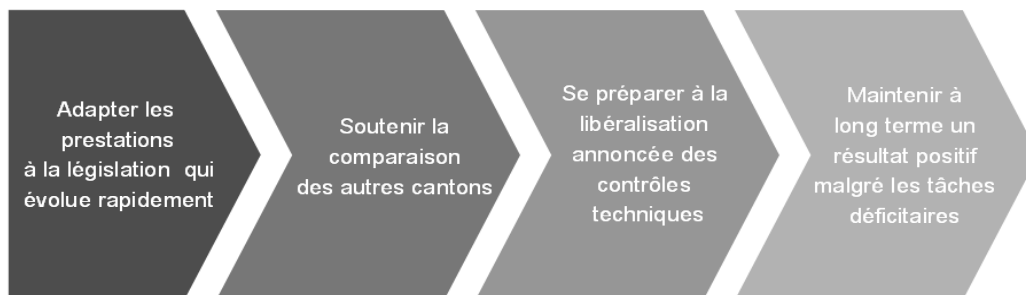 Adapter les
prestations
à la législation qui
évolue rapidement
Soutenir la
comparaison
des autres cantons
Se préparer à la
libéralisation
annoncée des
contrôles
techniques
Maintenir à
long terme un
résultat positif
malgré les tâches
déficitaires